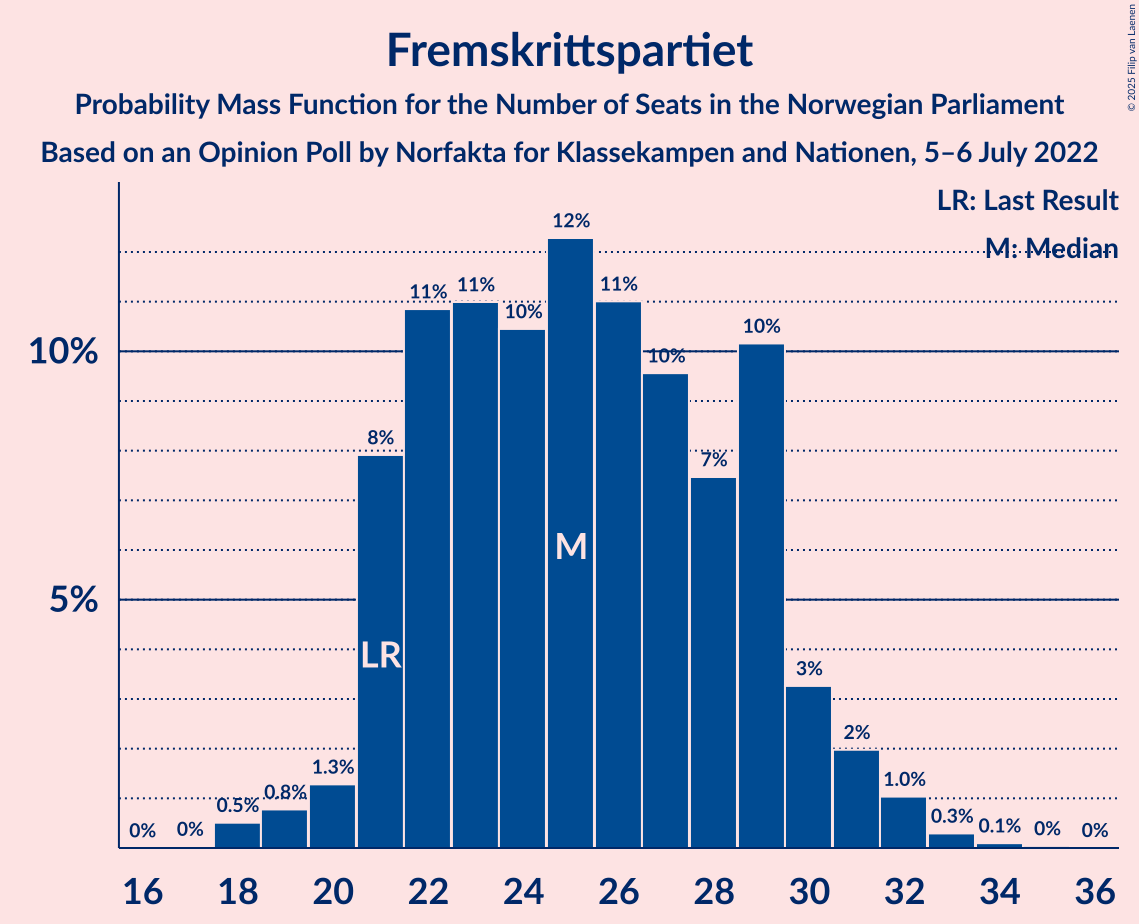 Fremskrittspartiet
Probability Mass Function for the Number of Seats in the Norwegian Parliament
Based on an Opinion Poll by Norfakta for Klassekampen and Nationen, 5–6 July 2022
© 2025 Filip van Laenen
LR: Last Result
M: Median
10%
5%
0%
0%
0.5%
0.8%
1.3%
8%
11%
11%
10%
12%
11%
10%
7%
10%
3%
2%
1.0%
0.3%
0.1%
0%
0%
LR
M
16 18 20 22 24 26 28 30 32 34 36